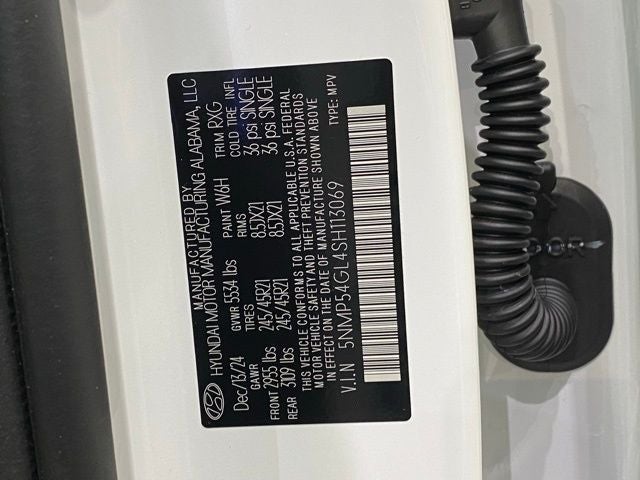 MANUFACTURED BY
HYUNDAI MOTOR MANUFACTURING ALABAMA, LLC
Dec/13/24 GVWR 5534 lbs PAINT W6H TRIM RXG
GAWR TIRES RIMS COLD TIRE INFL
FRONT 2955 lbs 245/45R21 8.5JX21 36 psi SINGLE
REAR 3109 lbs 245/45R21 8.5JX21 36 psi SINGLE
THIS VEHICLE CONFORMS TO ALL APPLICABLE U.S.A. FEDERAL
MOTOR VEHICLE SAFETY AND THEFT PREVENTION STANDARDS
IN EFFECT ON THE DATE OF MANUFACTURE SHOWN ABOVE
V.I.N 5NMP54GL4SH113069 TYPE: MPV